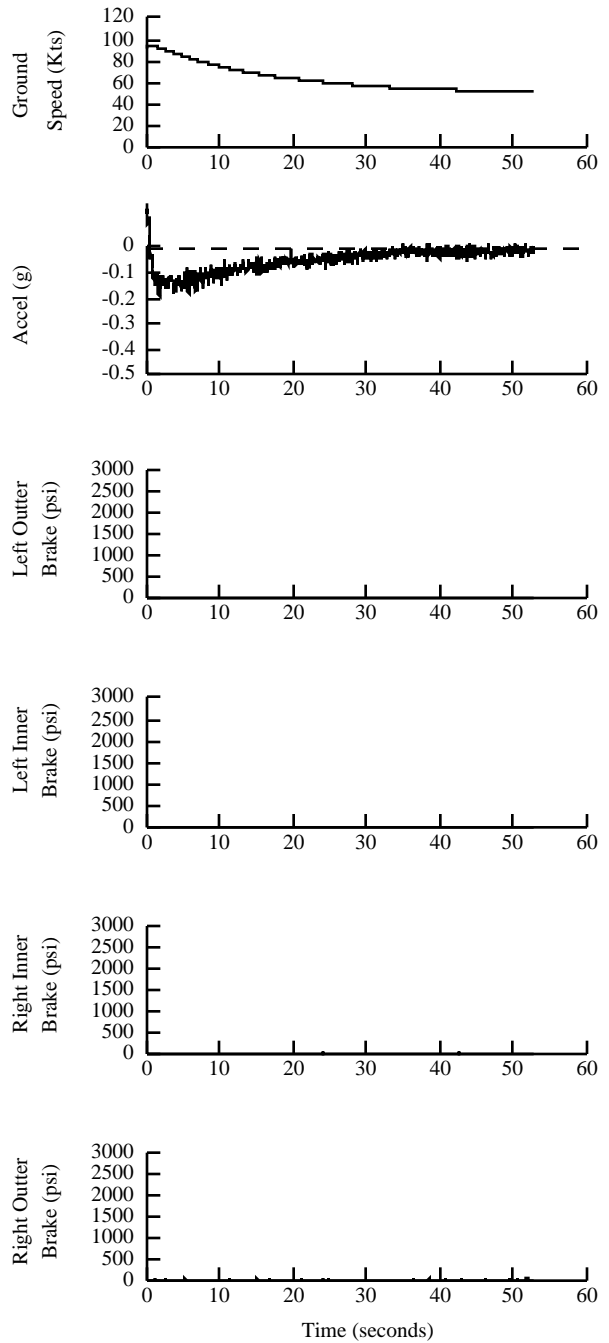 Ground
Speed (Kts)
120
100
80
60
40
20
0
0 10 20 30 40 50 60
Accel (g)
0
-0.1
-0.2
-0.3
-0.4
-0.5
0 10 20 30 40 50 60
Left Outter
Brake (psi)
3000
2500
2000
1500
1000
500
0
0 10 20 30 40 50 60
Left Inner
Brake (psi)
3000
2500
2000
1500
1000
500
0
0 10 20 30 40 50 60
Right Inner
Brake (psi)
3000
2500
2000
1500
1000
500
0
0 10 20 30 40 50 60
Right Outter
Brake (psi)
3000
2500
2000
1500
1000
500
0
0 10 20 30 40 50 60
Time (seconds)